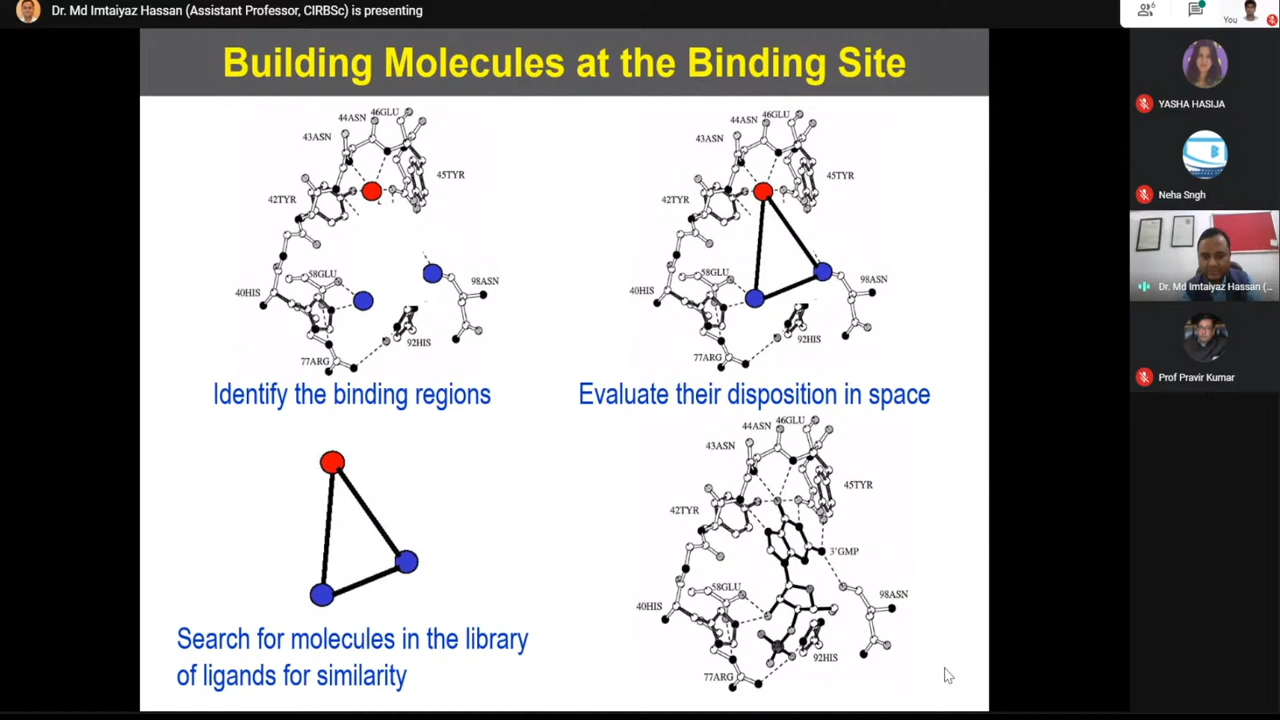 Dr. Md Imtaiyaz Hassan (Assistant Professor, CIRBSc) is presenting
6
You
Building Molecules at the Binding Site
46GLU
44ASN
43ASN
45TYR
42TYR
58GLU
98ASN
40HIS
92HIS
77ARG
Identify the binding regions
46GLU
44ASN
43ASN
45TYR
42TYR
58GLU
98ASN
40HIS
92HIS
77ARG
Evaluate their disposition in space
Search for molecules in the library
of ligands for similarity
46GLU
44ASN
43ASN
45TYR
42TYR
3'GMP
58GLU
98ASN
40HIS
92HIS
77ARG
YASHA HASIJA
Neha Sngh
Dr. Md Imtaiyaz Hassan (...
Prof Pravir Kumar